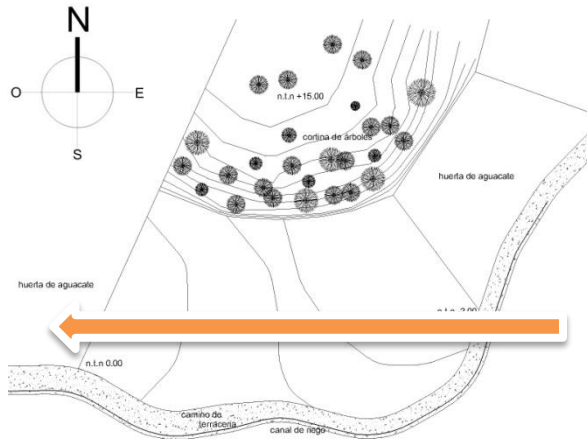 N
O
E
S
n.t.n +15.00
cortina de arboles
huerta de aguacate
huerta de aguacate
n.t.n 0.00
camino de
terraceria
canal de riego